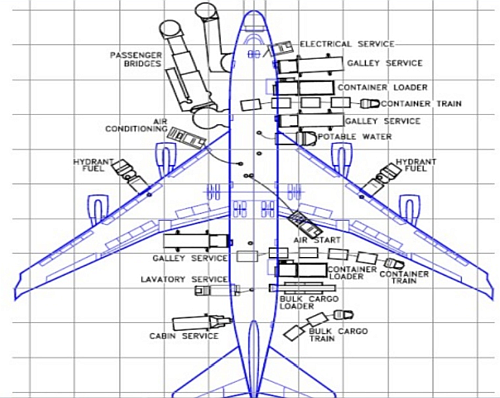 ELECTRICAL SERVICE
PASSENGER
BRIDGES
GALLEY SERVICE
CONTAINER LOADER
CONTAINER TRAIN
AIR
CONDITIONING
GALLEY SERVICE
POTABLE WATER
HYDRANT
FUEL
HYDRANT
FUEL
AIR START
GALLEY SERVICE
CONTAINER
LOADER
CONTAINER
TRAIN
LAVATORY SERVICE
BULK CARGO
LOADER
CABIN SERVICE
BULK CARGO
TRAIN